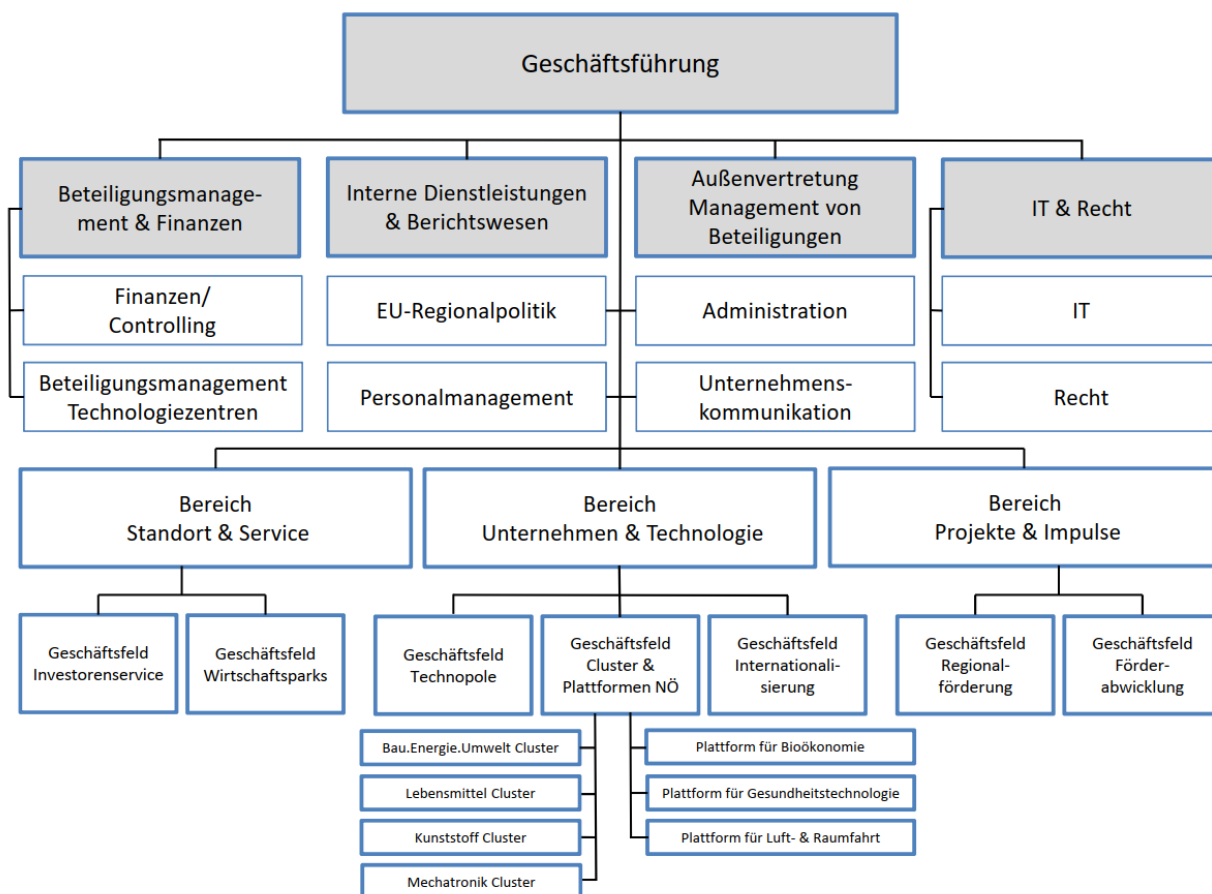 Geschäftsführung
Beteiligungsmanage-
ment & Finanzen
Interne Dienstleistungen
& Berichtswesen
Außenvertretung
Management von
Beteiligungen
IT & Recht
Finanzen/
Controlling
EU-Regionalpolitik
Administration
IT
Beteiligungsmanagement
Technologiezentren
Personalmanagement
Unternehmens-
kommunikation
Recht
Bereich
Standort & Service
Bereich
Unternehmen & Technologie
Bereich
Projekte & Impulse
Geschäftsfeld
Investorenservice
Geschäftsfeld
Wirtschaftsparks
Geschäftsfeld
Technopole
Geschäftsfeld
Cluster &
Plattformen NÖ
Geschäftsfeld
Internationali-
sierung
Geschäftsfeld
Regional-
förderung
Geschäftsfeld
Förder-
abwicklung
Bau.Energie.Umwelt Cluster
Plattform für Bioökonomie
Lebensmittel Cluster
Plattform für Gesundheitstechnologie
Kunststoff Cluster
Plattform für Luft- & Raumfahrt
Mechatronik Cluster